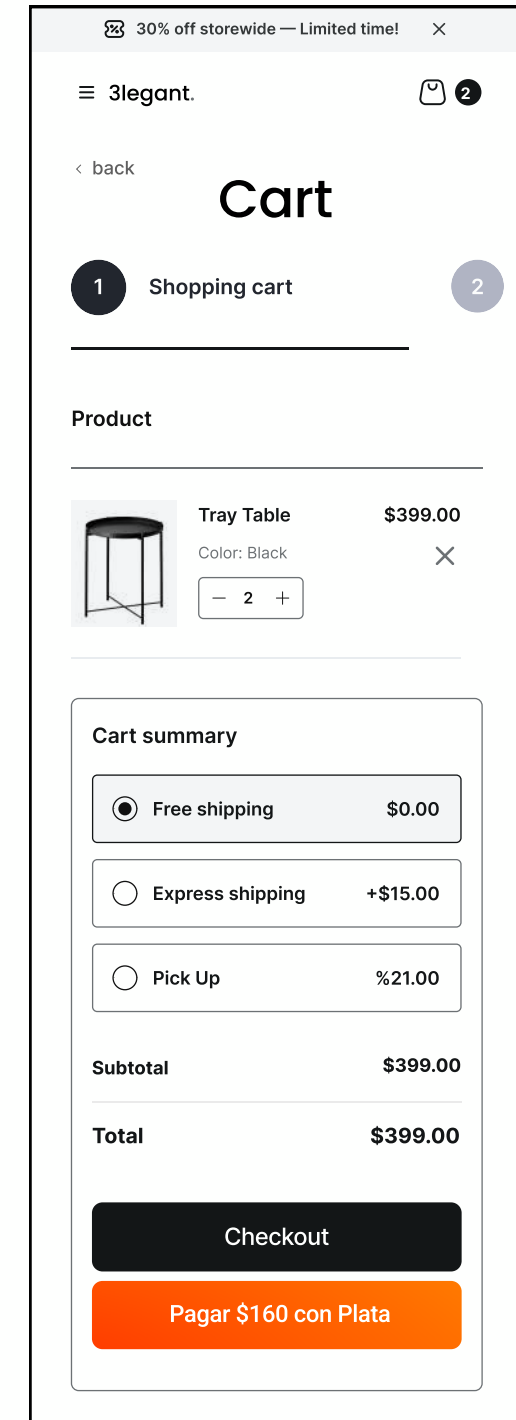 30% off storewide — Limited time!
3legant.
2
back
Cart
1 Shopping cart 2
Product
Tray Table $399.00
Color: Black
2
Cart summary
Free shipping $0.00
Express shipping +$15.00
Pick Up %21.00
Subtotal $399.00
Total $399.00
Checkout
Pagar $160 con Plata